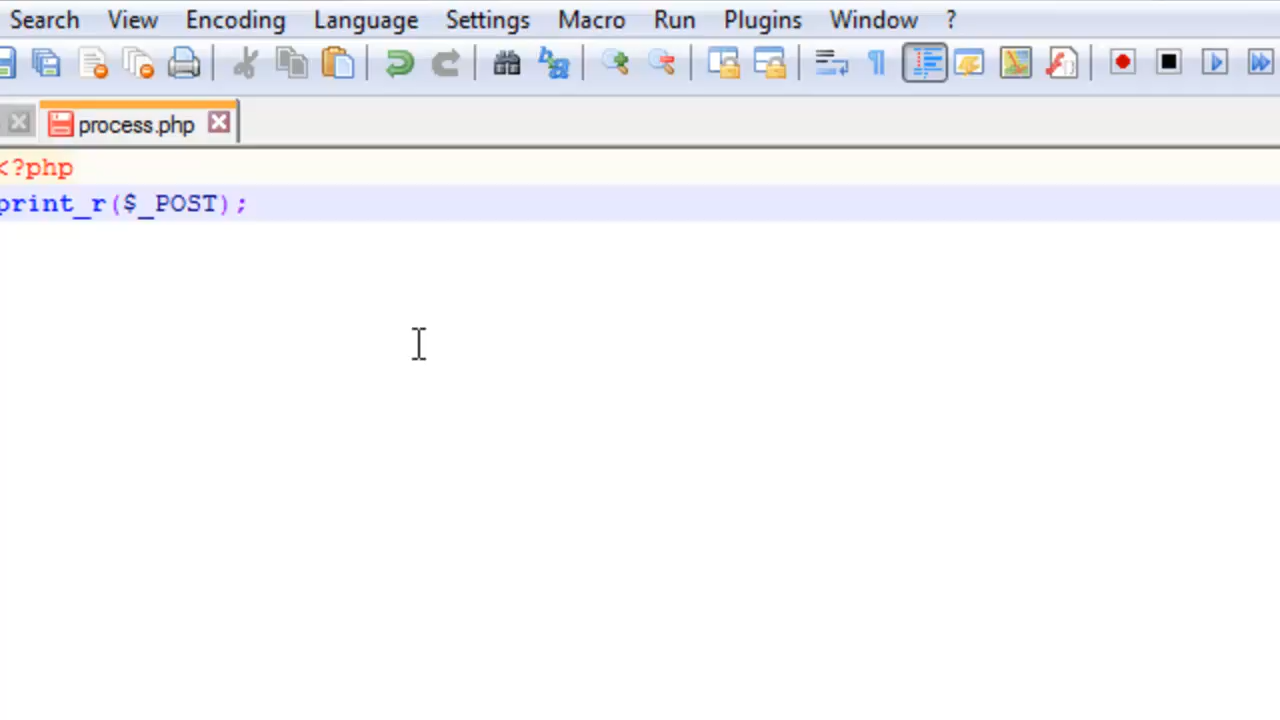 Search View Encoding Language Settings Macro Run Plugins Window ?
process.php
<?php
print_r($_POST);